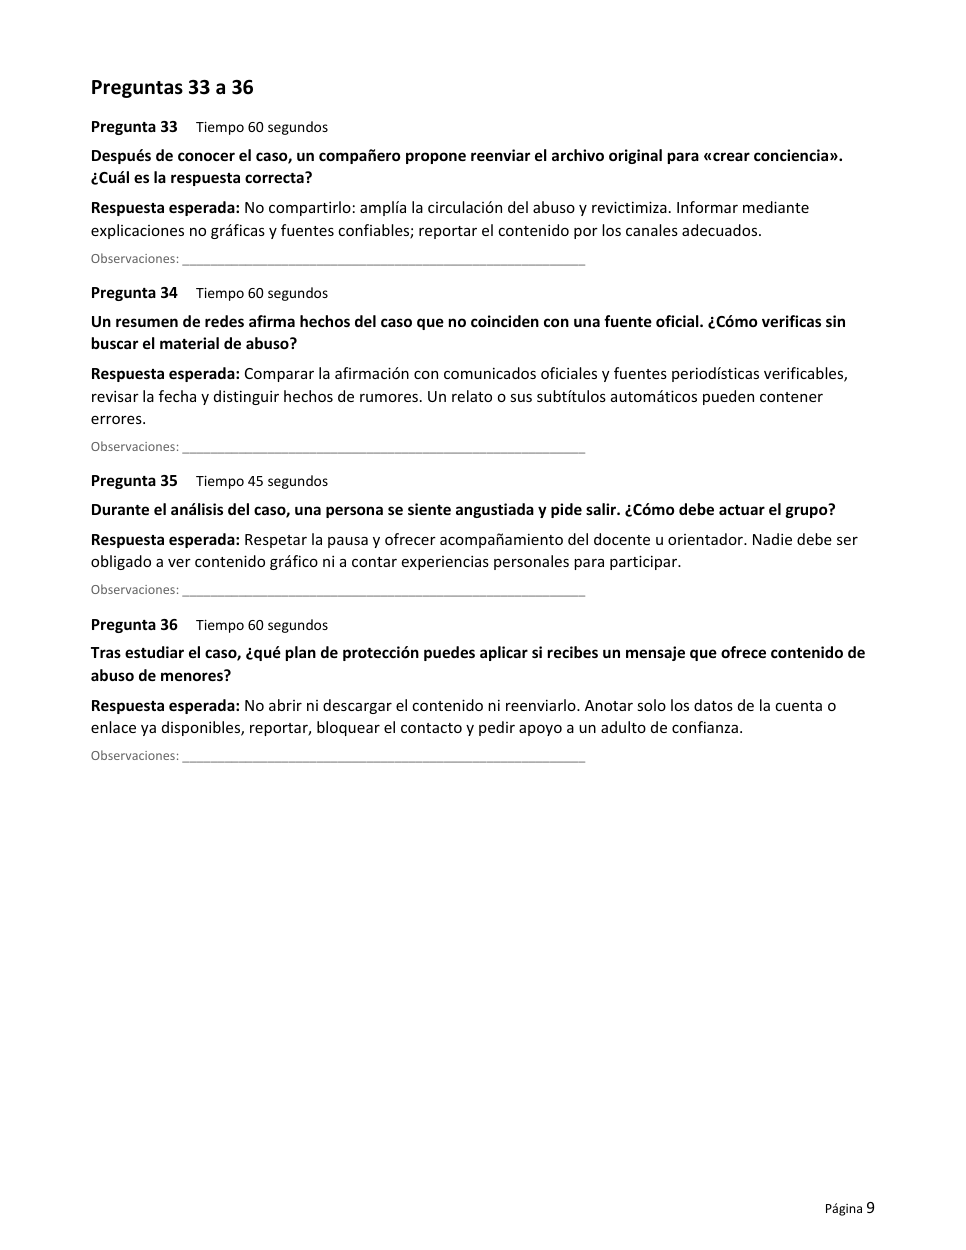 Preguntas 33 a 36
Pregunta 33 Tiempo 60 segundos
Después de conocer el caso, un compañero propone reenviar el archivo original para «crear conciencia».
¿Cuál es la respuesta correcta?
Respuesta esperada: No compartirlo: amplía la circulación del abuso y revictimiza. Informar mediante
explicaciones no gráficas y fuentes confiables; reportar el contenido por los canales adecuados.
Observaciones: ____________________________________________________________
Pregunta 34 Tiempo 60 segundos
Un resumen de redes afirma hechos del caso que no coinciden con una fuente oficial. ¿Cómo verificas sin
buscar el material de abuso?
Respuesta esperada: Comparar la afirmación con comunicados oficiales y fuentes periodísticas verificables,
revisar la fecha y distinguir hechos de rumores. Un relato o sus subtítulos automáticos pueden contener
errores.
Observaciones: ____________________________________________________________
Pregunta 35 Tiempo 45 segundos
Durante el análisis del caso, una persona se siente angustiada y pide salir. ¿Cómo debe actuar el grupo?
Respuesta esperada: Respetar la pausa y ofrecer acompañamiento del docente u orientador. Nadie debe ser
obligado a ver contenido gráfico ni a contar experiencias personales para participar.
Observaciones: ____________________________________________________________
Pregunta 36 Tiempo 60 segundos
Tras estudiar el caso, ¿qué plan de protección puedes aplicar si recibes un mensaje que ofrece contenido de
abuso de menores?
Respuesta esperada: No abrir ni descargar el contenido ni reenviarlo. Anotar solo los datos de la cuenta o
enlace ya disponibles, reportar, bloquear el contacto y pedir apoyo a un adulto de confianza.
Observaciones: ____________________________________________________________
Página 9